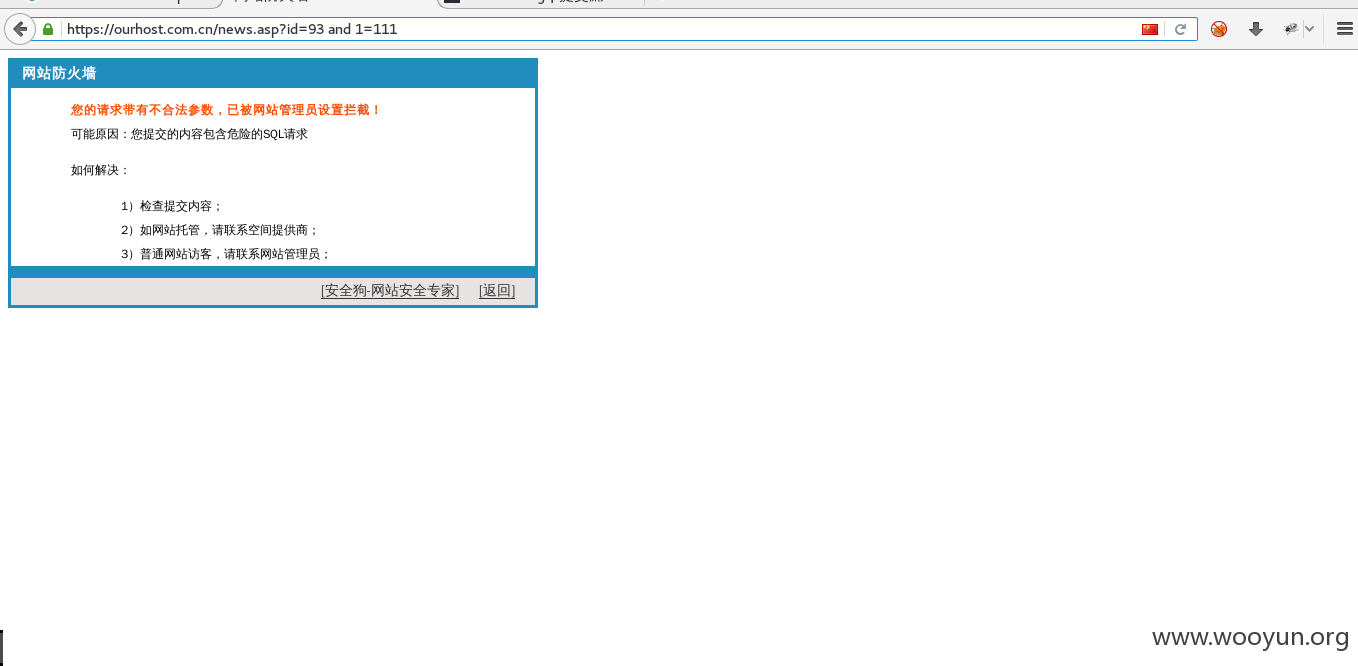 https://ourhost.com.cn/news.asp?id=93 and 1=111
网站防火墙
您的请求带有不合法参数，已被网站管理员设置拦截！
可能原因：您提交的内容包含危险的SQL请求
如何解决：
1）检查提交内容；
2）如网站托管，请联系空间提供商；
3）普通网站访客，请联系网站管理员；
[安全狗-网站安全专家] [返回]
www.wooyun.org